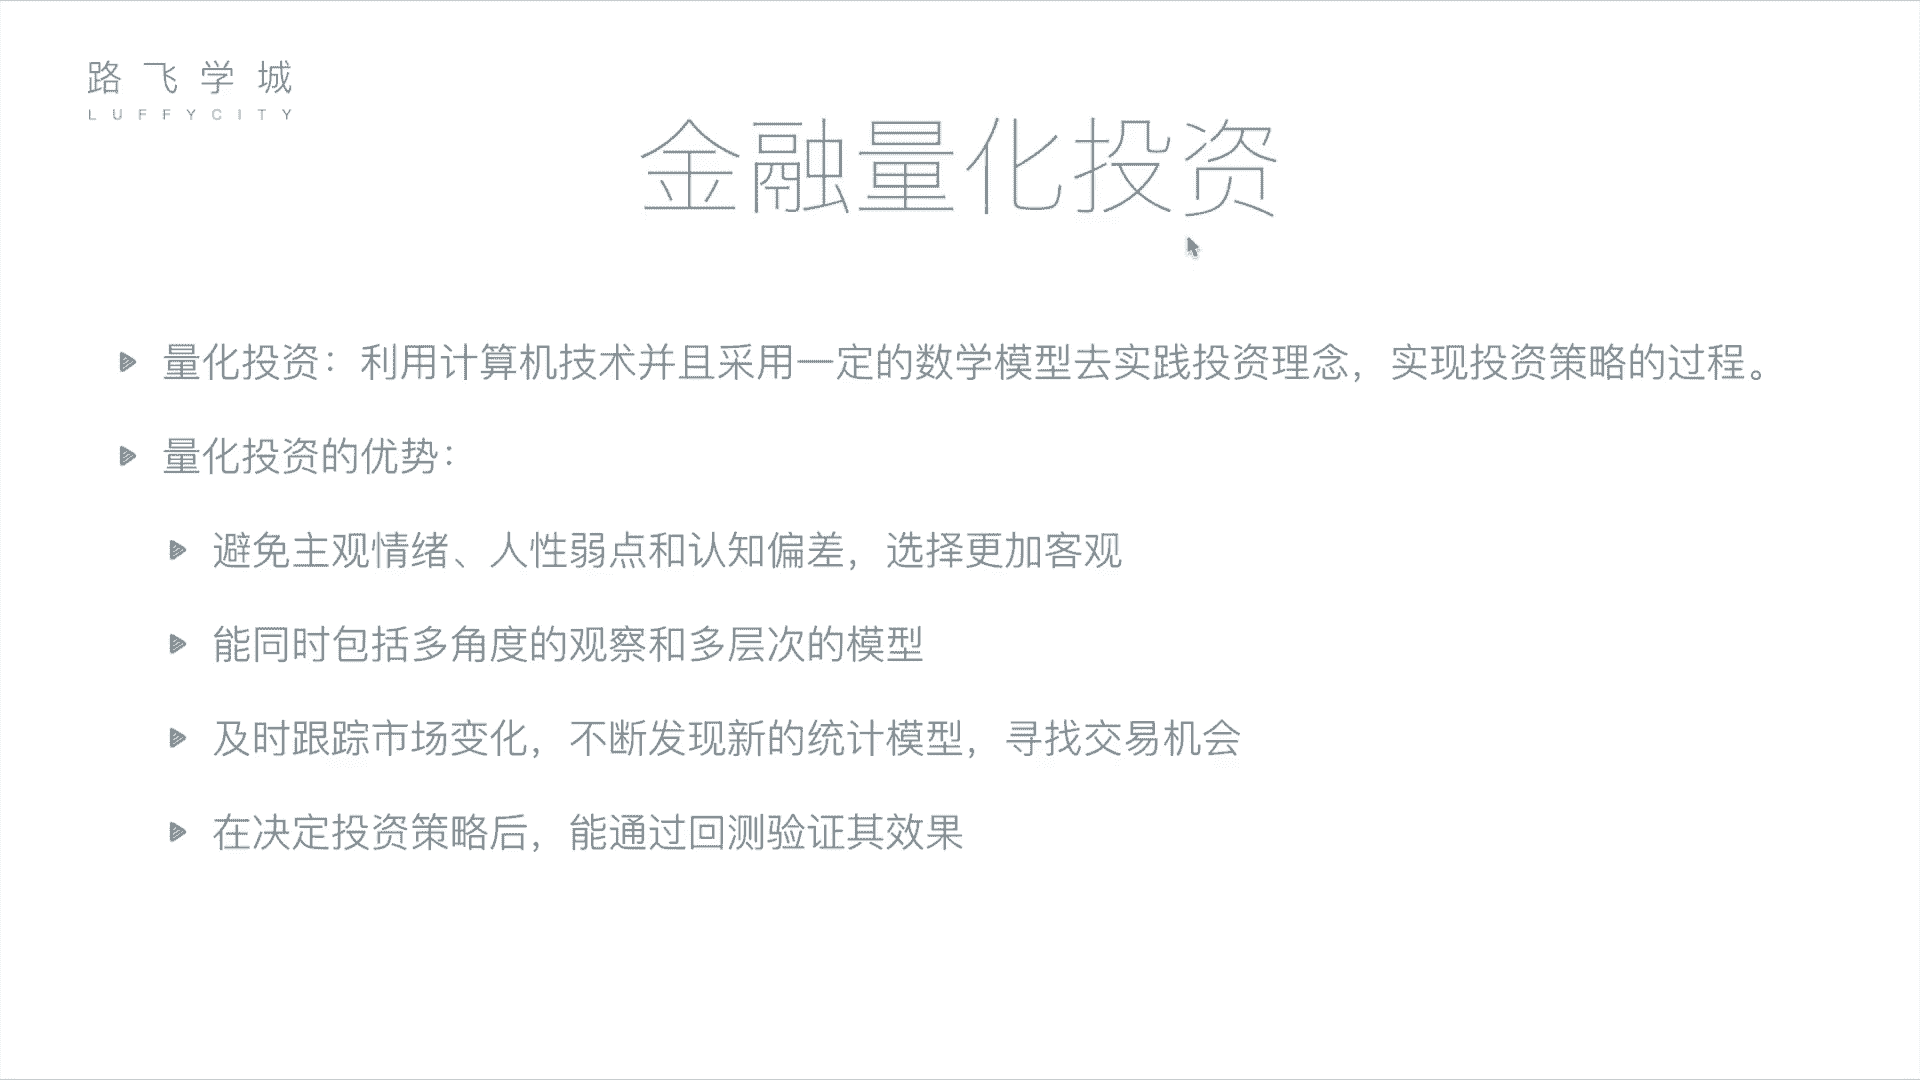 路飞学城
LUFFYCITY
金融量化投资
量化投资：利用计算机技术并且采用一定的数学模型去实践投资理念，实现投资策略的过程。
量化投资的优势：
避免主观情绪、人性弱点和认知偏差，选择更加客观
能同时包括多角度的观察和多层次的模型
及时跟踪市场变化，不断发现新的统计模型，寻找交易机会
在决定投资策略后，能通过回测验证其效果